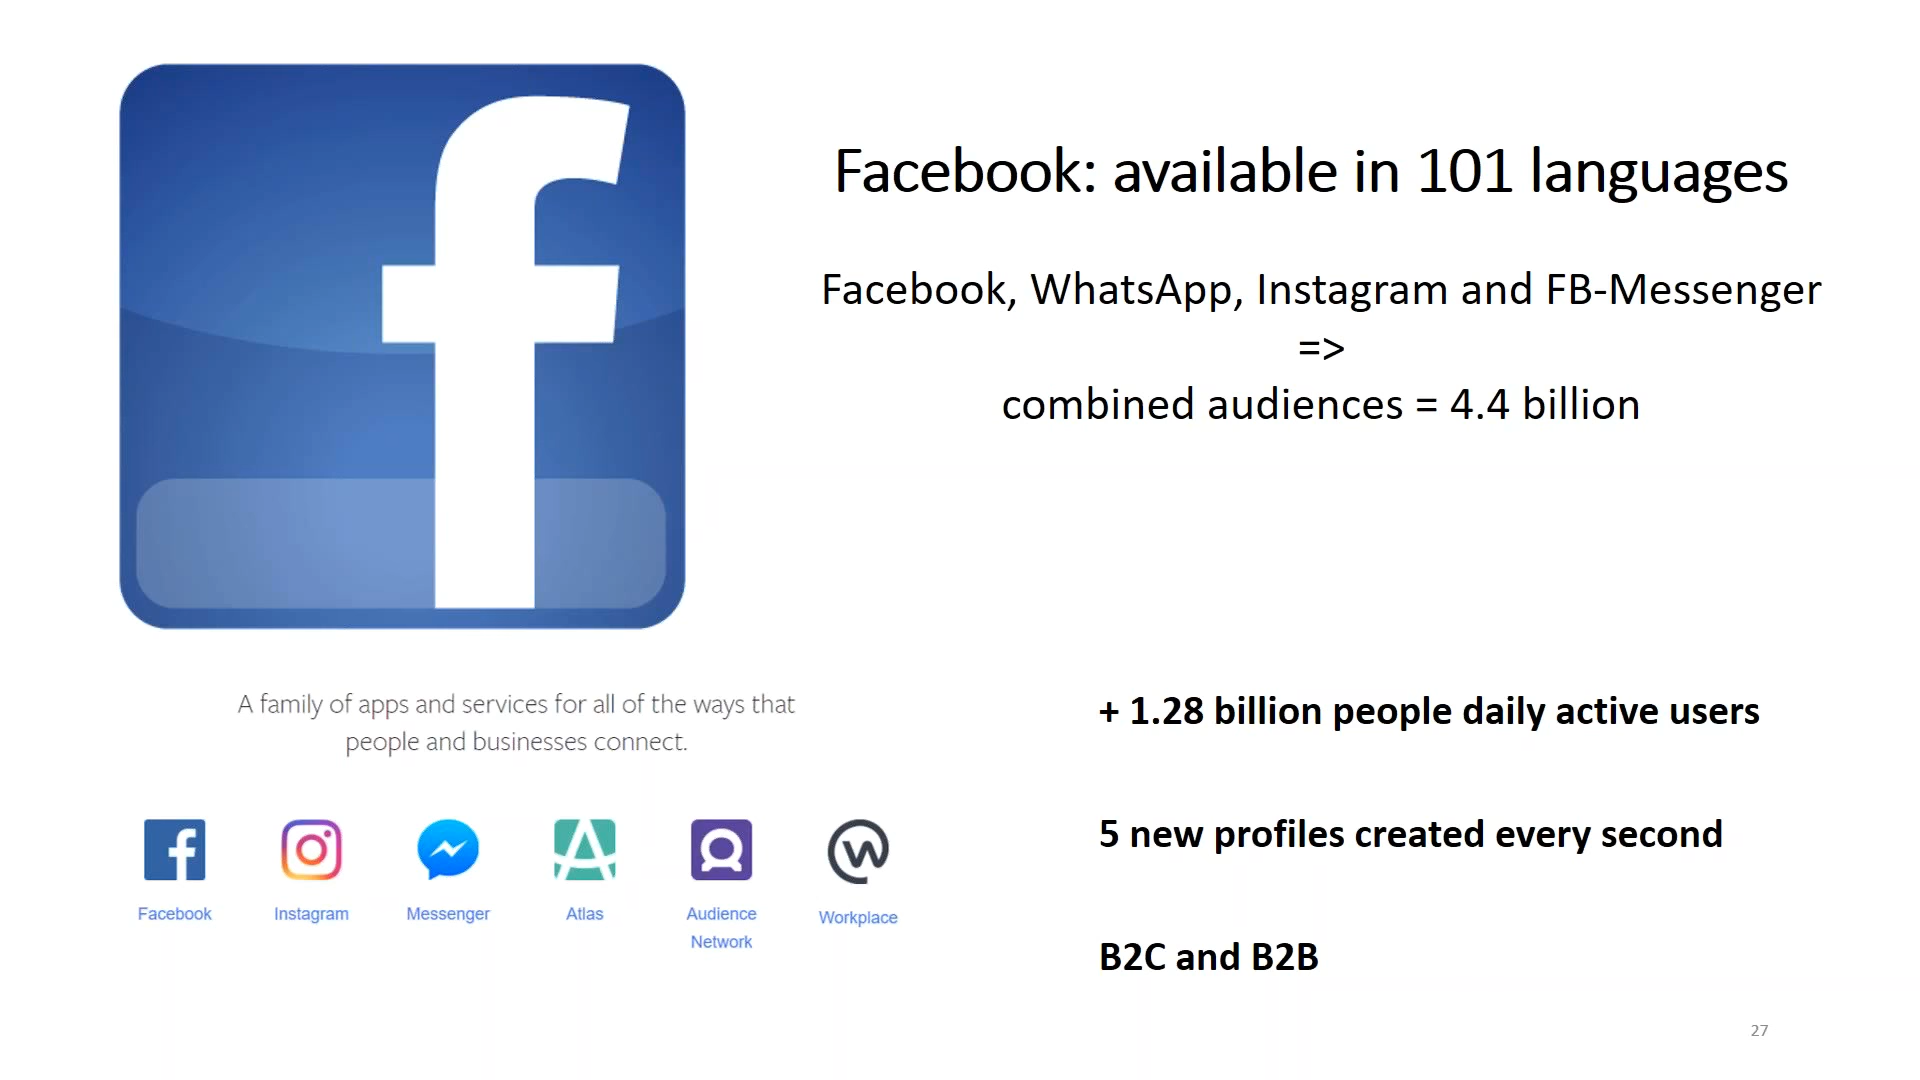 Facebook: available in 101 languages
Facebook, WhatsApp, Instagram and FB-Messenger
=>
combined audiences = 4.4 billion
A family of apps and services for all of the ways that
people and businesses connect.
Facebook
Instagram
Messenger
Atlas
Audience
Network
Workplace
+ 1.28 billion people daily active users
5 new profiles created every second
B2C and B2B
27